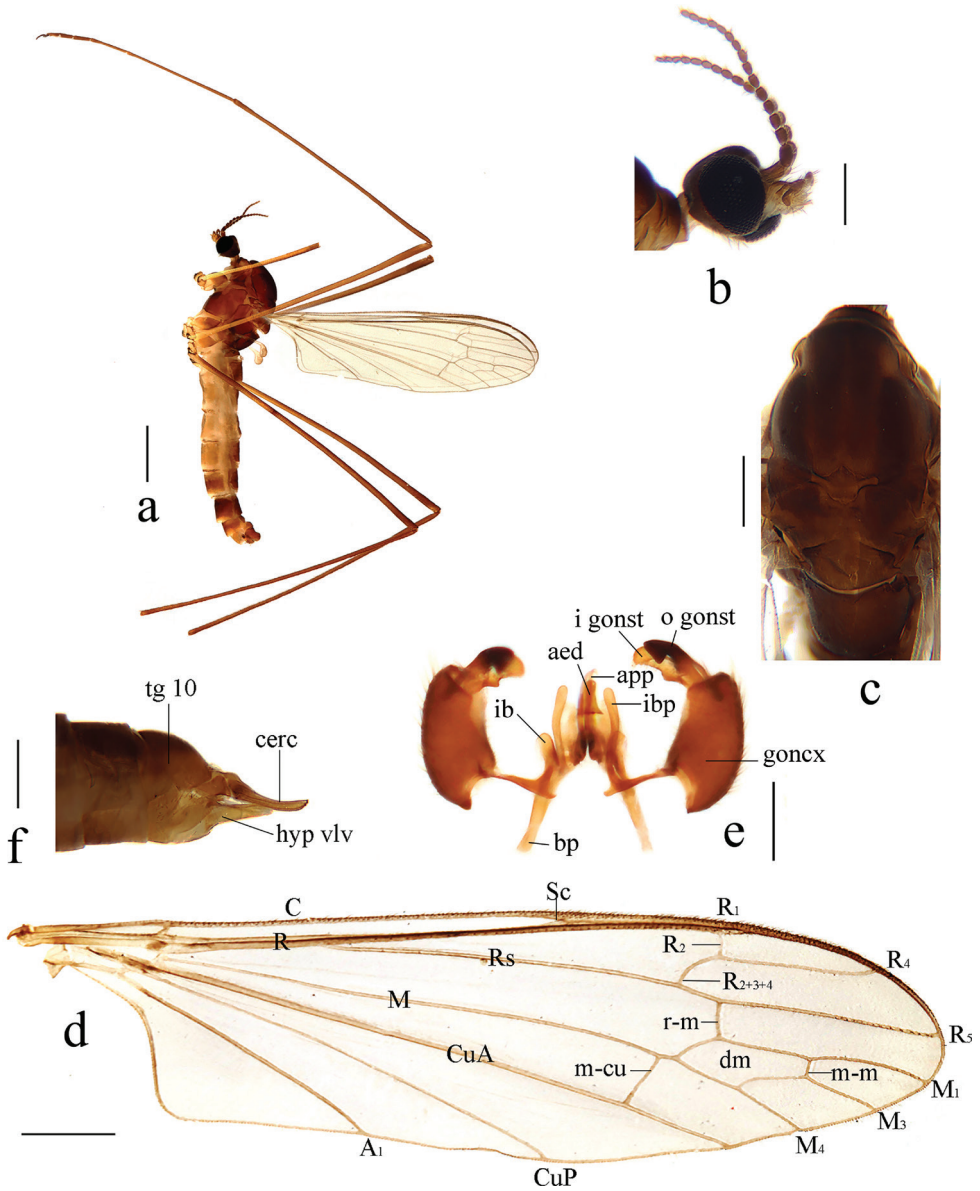 a
b
c
i gonst
o gonst
aed
app
ib
ibp
goncx
bp
e
tg 10
cerc
hyp vlv
f
C
Sc
R1
R
R2
Rs
R4
R2+3+4
M
r-m
R5
d
CuA
m-cu
dm
m-m
M1
M3
M4
A1
CuP